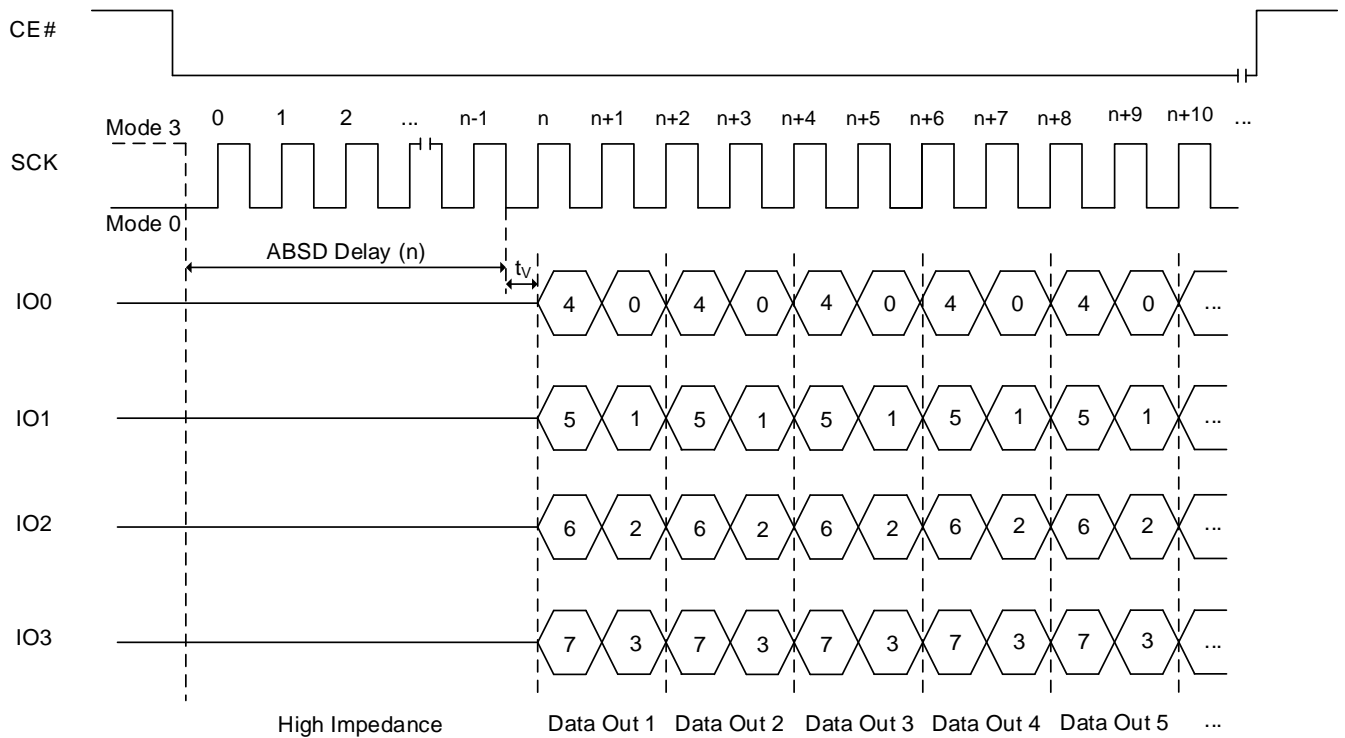 CE#
Mode 3
0 1 2 ... n-1 n n+1 n+2 n+3 n+4 n+5 n+6 n+7 n+8 n+9 n+10 ...
SCK
Mode 0
ABSD Delay (n)
tV
IO0
4 0 4 0 4 0 4 0 4 0 ...
IO1
5 1 5 1 5 1 5 1 5 1 ...
IO2
6 2 6 2 6 2 6 2 6 2 ...
IO3
7 3 7 3 7 3 7 3 7 3 ...
High Impedance Data Out 1 Data Out 2 Data Out 3 Data Out 4 Data Out 5 ...